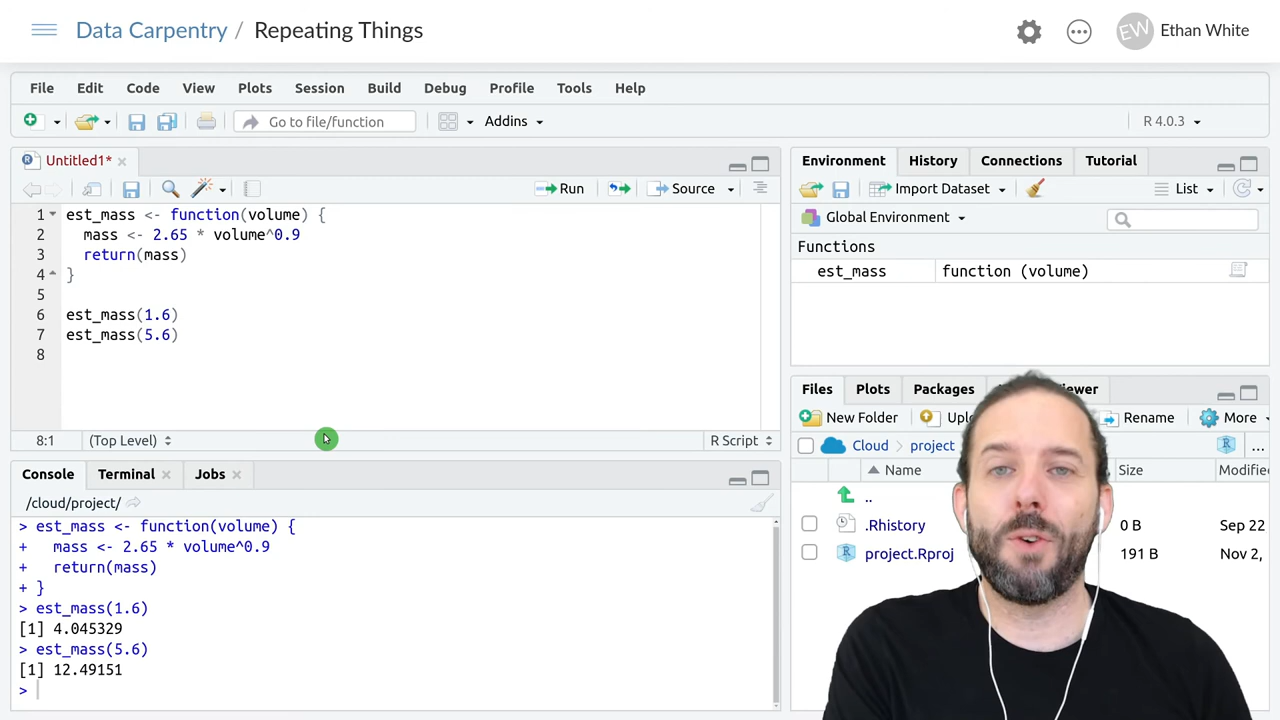 Data Carpentry / Repeating Things
EW Ethan White
File Edit Code View Plots Session Build Debug Profile Tools Help
Go to file/function Addins R 4.0.3
Untitled1*
Run Source
1 est_mass <- function(volume) {
2 mass <- 2.65 * volume^0.9
3 return(mass)
4 }
5
6 est_mass(1.6)
7 est_mass(5.6)
8
8:1 (Top Level) R Script
Console Terminal Jobs
/cloud/project/
> est_mass <- function(volume) {
+ mass <- 2.65 * volume^0.9
+ return(mass)
+ }
> est_mass(1.6)
[1] 4.045329
> est_mass(5.6)
[1] 12.49151
>
Environment History Connections Tutorial
Import Dataset List
Global Environment
Functions
est_mass function (volume)
Files Plots Packages
New Folder Rename More
Cloud project ...
Name Size Modified
..
.Rhistory 0 B Sep 22
project.Rproj 191 B Nov 2,